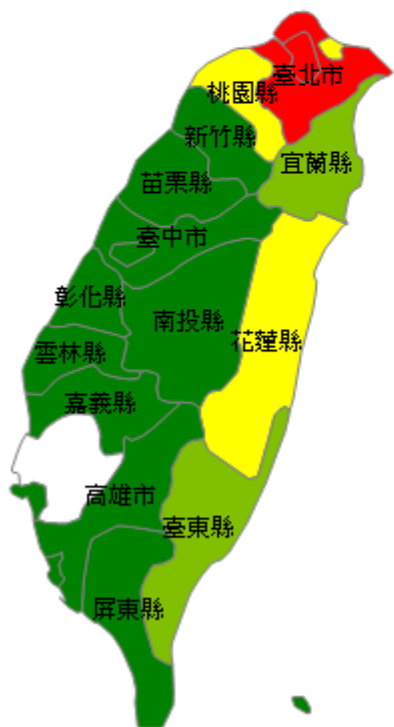 臺北市
桃園縣
新竹縣
宜蘭縣
苗栗縣
臺中市
彰化縣
南投縣
花蓮縣
雲林縣
嘉義縣
高雄市
臺東縣
屏東縣